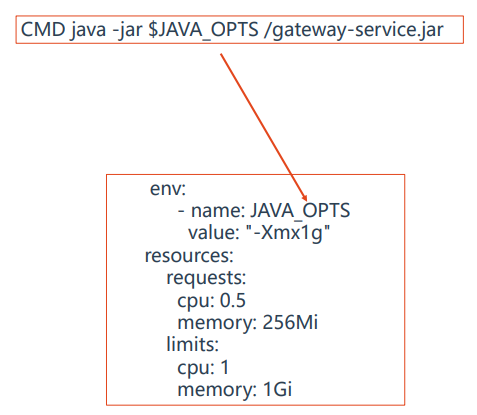 CMD java -jar $JAVA_OPTS /gateway-service.jar
env:
- name: JAVA_OPTS
value: "-Xmx1g"
resources:
requests:
cpu: 0.5
memory: 256Mi
limits:
cpu: 1
memory: 1Gi